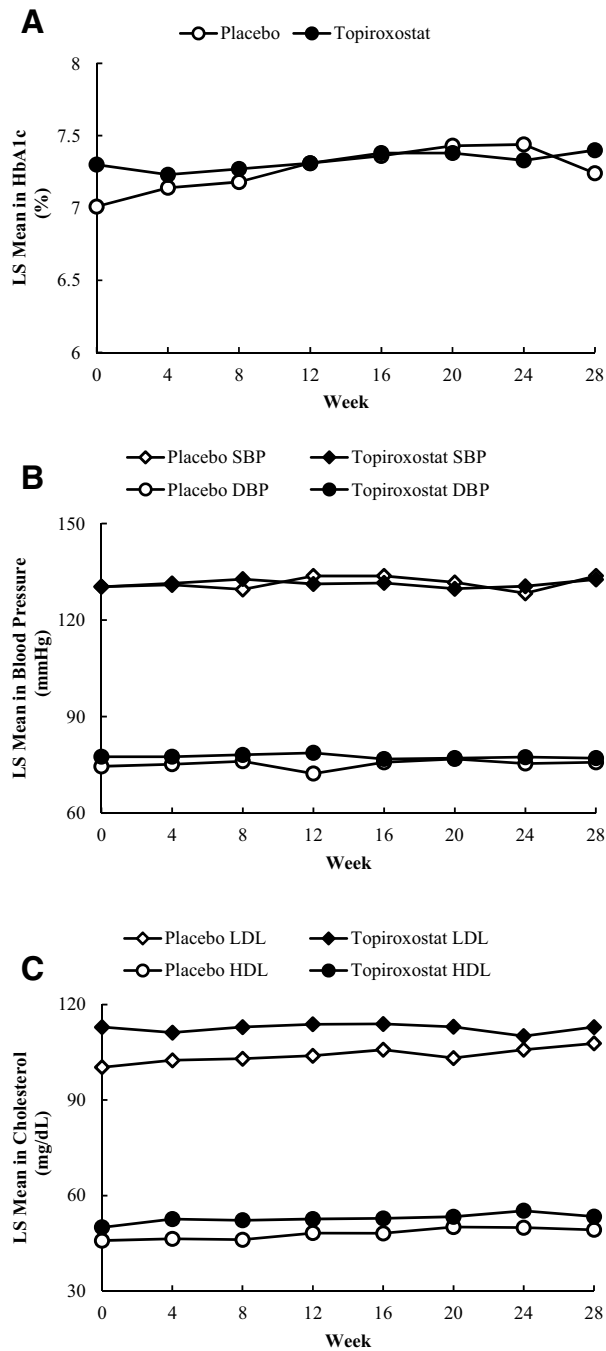 A
Placebo Topiroxostat
8
7.5
7
6.5
6
LS Mean in HbA1c
(%)
0 4 8 12 16 20 24 28
Week
B
Placebo SBP Topiroxostat SBP
Placebo DBP Topiroxostat DBP
150
120
90
60
LS Mean in Blood Pressure
(mmHg)
0 4 8 12 16 20 24 28
Week
C
Placebo LDL Topiroxostat LDL
Placebo HDL Topiroxostat HDL
120
90
60
30
LS Mean in Cholesterol
(mg/dL)
0 4 8 12 16 20 24 28
Week